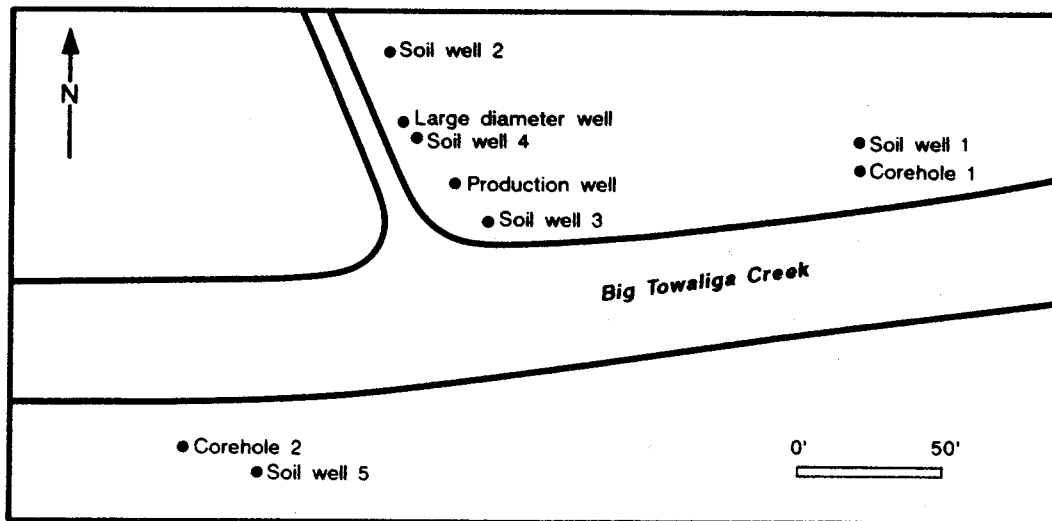 Soil well 2
N
Large diameter well
Soil well 4
Soil well 1
Corehole 1
Production well
Soil well 3
Big Towaliga Creek
Corehole 2
Soil well 5
0' 50'